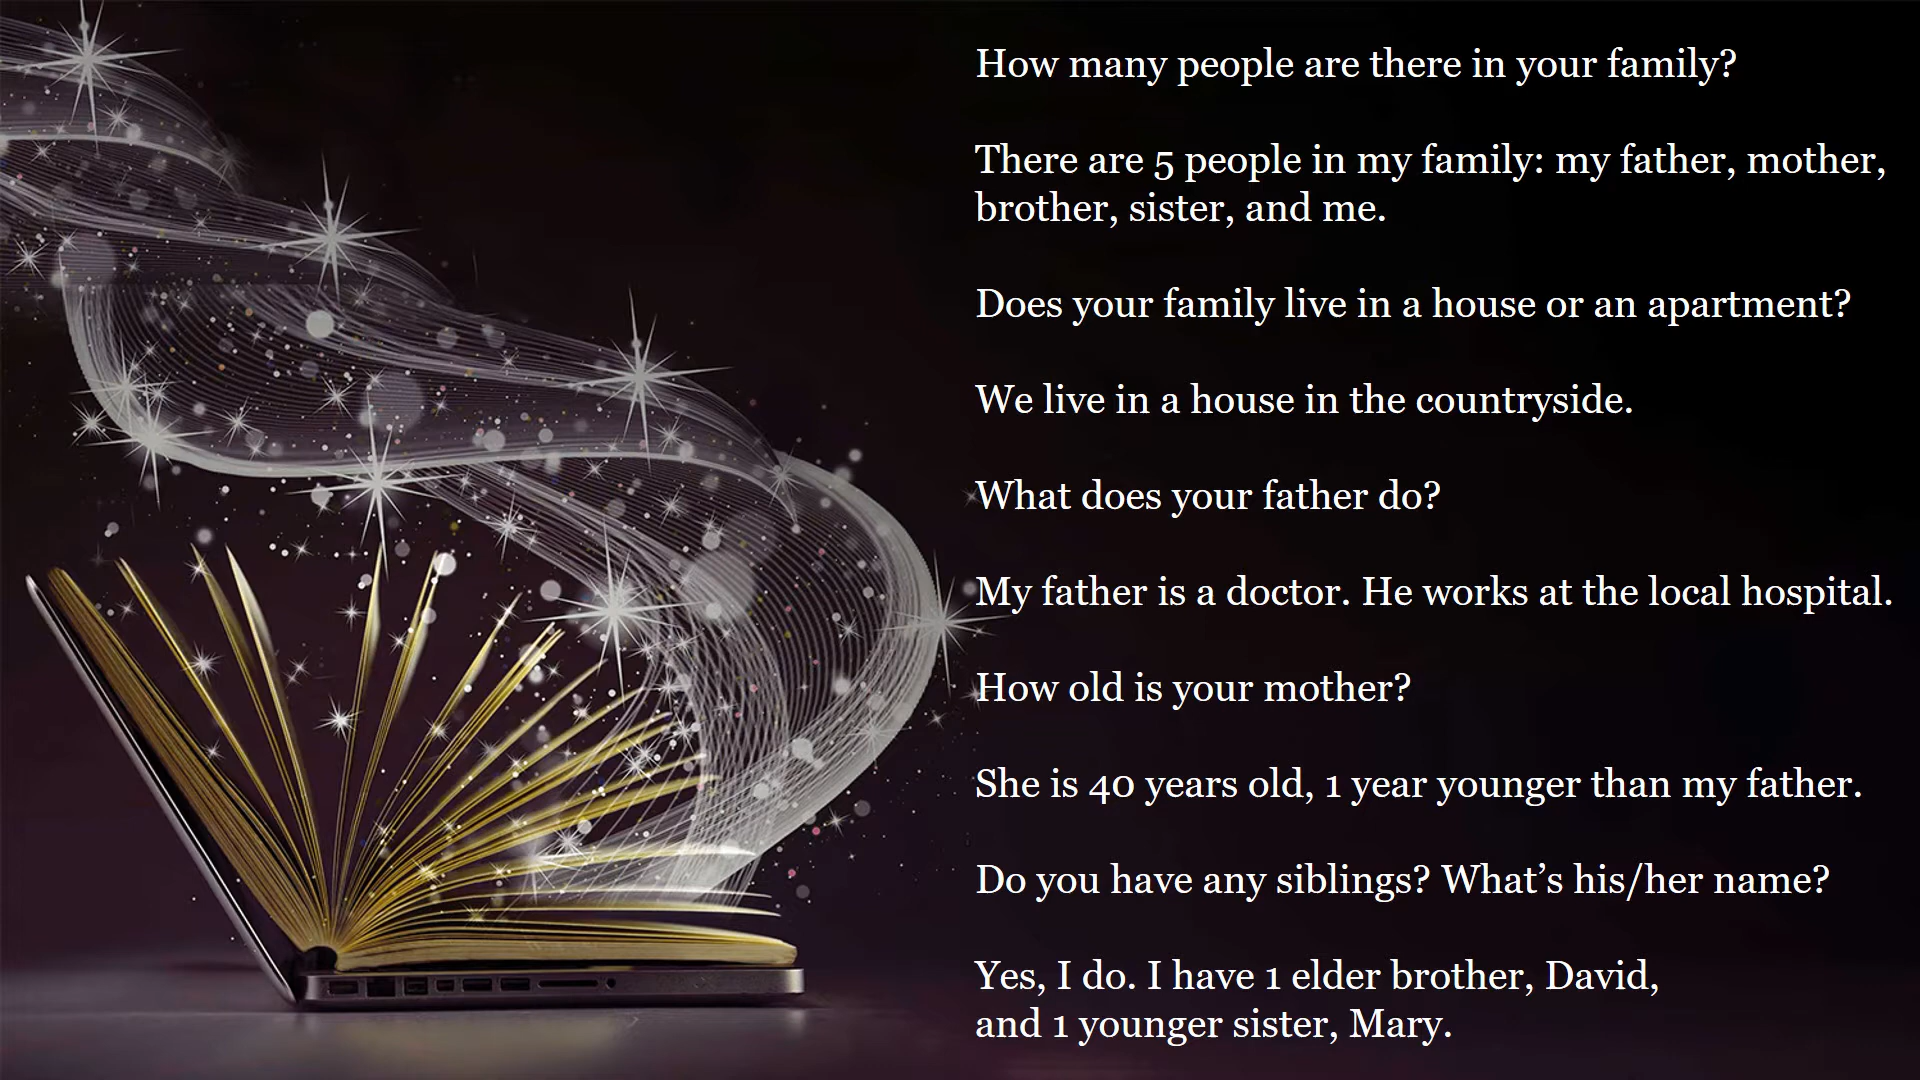 How many people are there in your family?
There are 5 people in my family: my father, mother,
brother, sister, and me.
Does your family live in a house or an apartment?
We live in a house in the countryside.
What does your father do?
My father is a doctor. He works at the local hospital.
How old is your mother?
She is 40 years old, 1 year younger than my father.
Do you have any siblings? What’s his/her name?
Yes, I do. I have 1 elder brother, David,
and 1 younger sister, Mary.